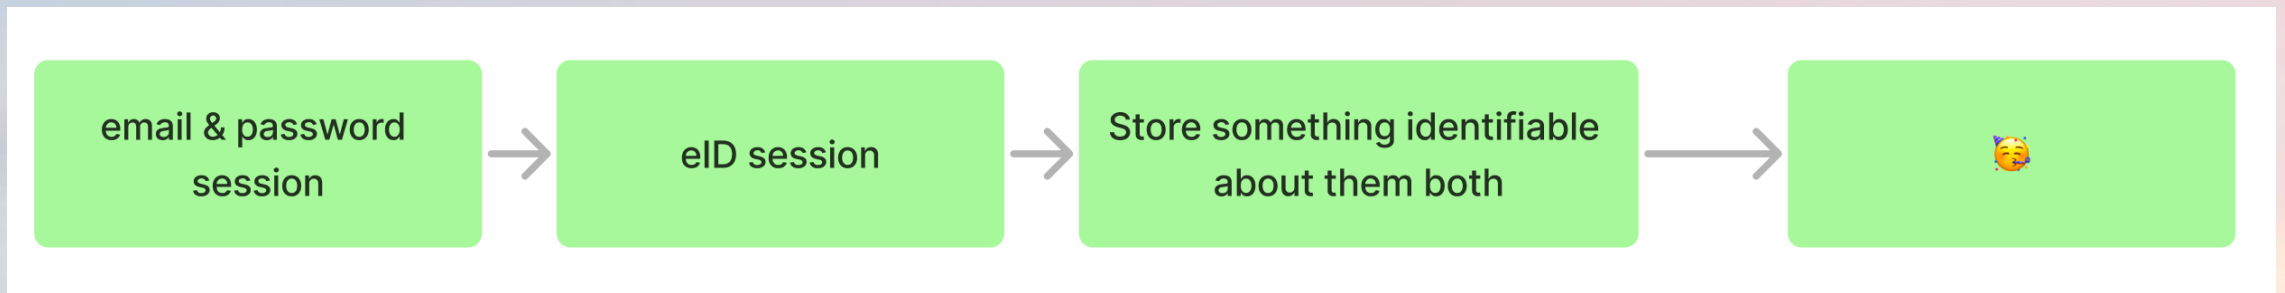 email & password
session
eID session
Store something identifiable
about them both
🥳